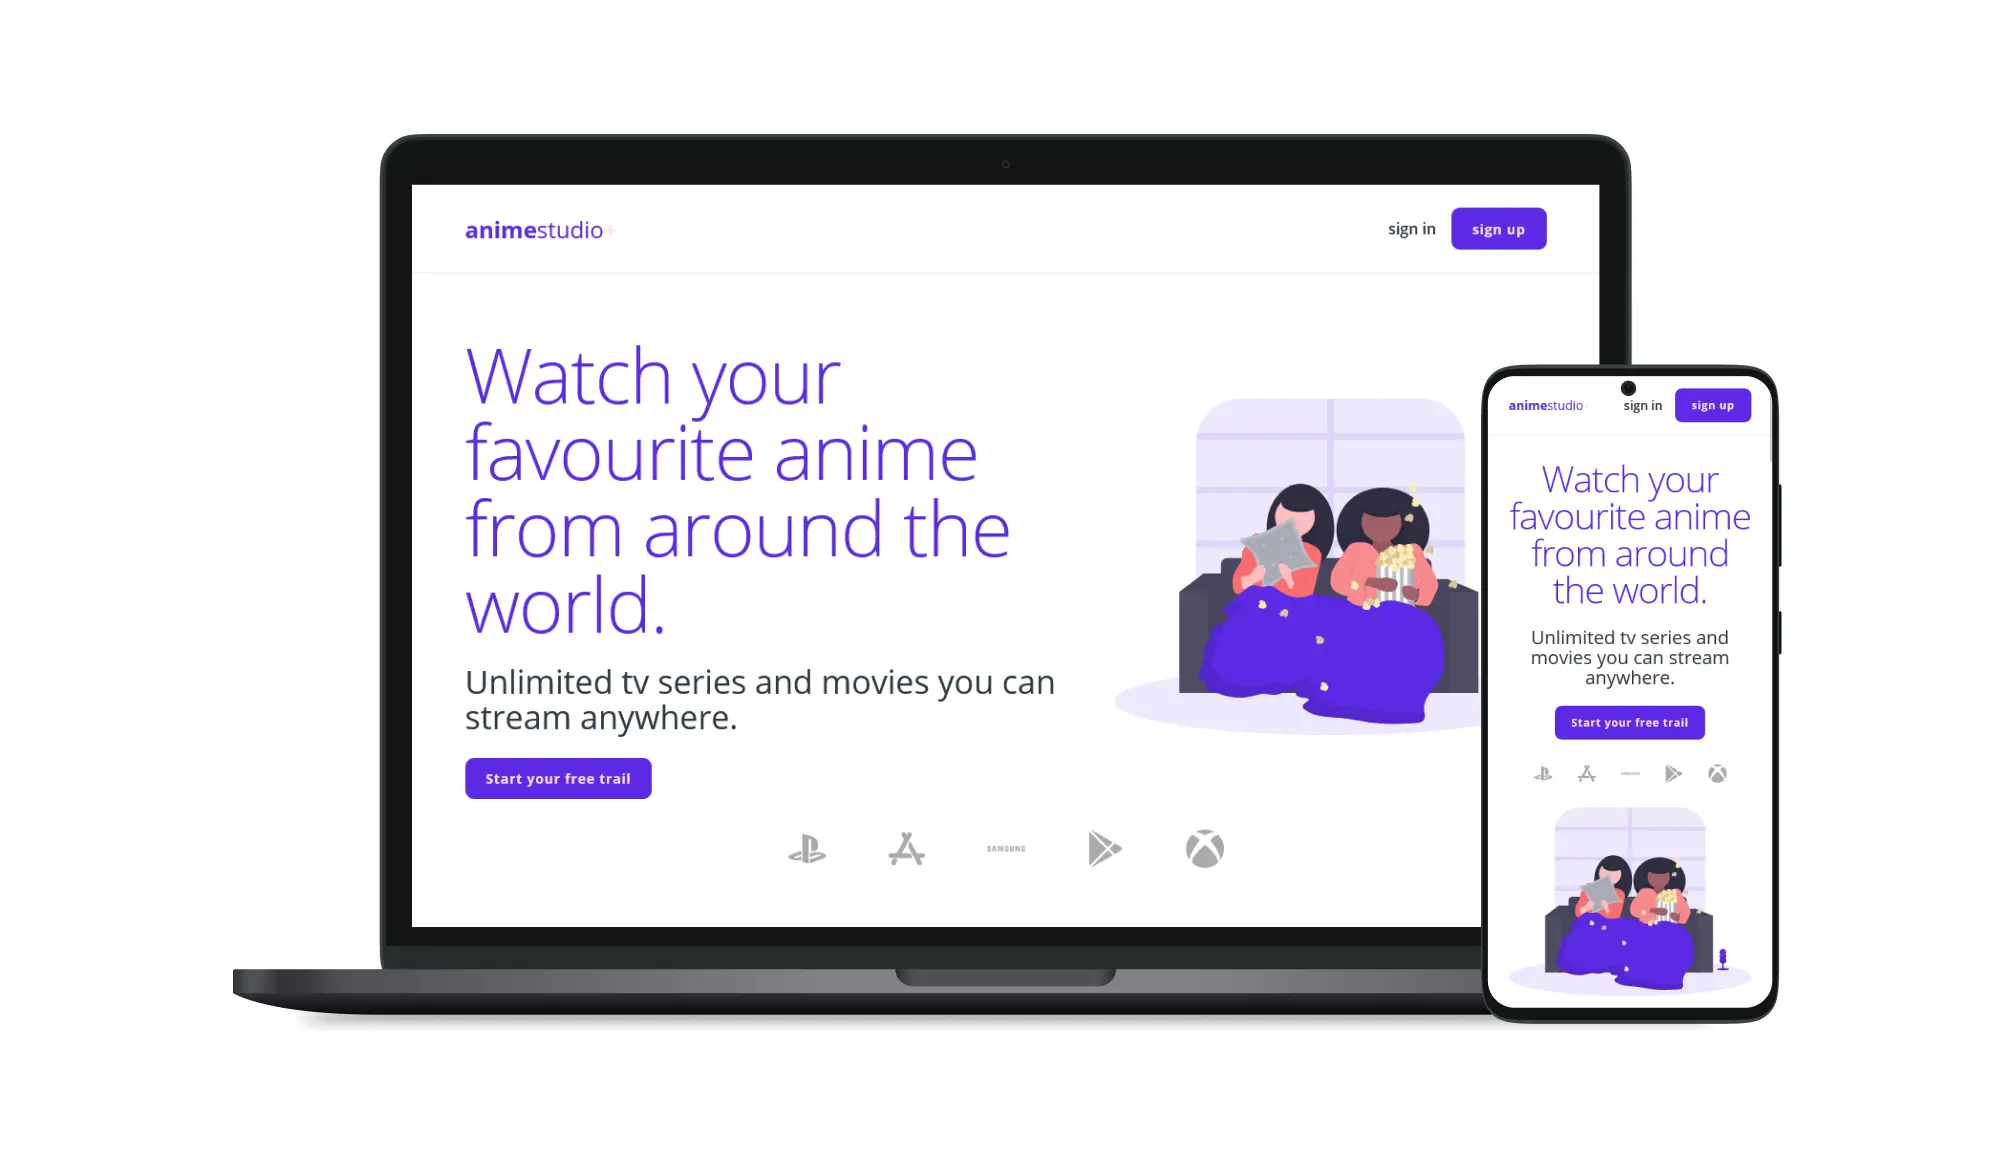 animestudio+
sign in
sign up
Watch your
favourite anime
from around the
world.
Unlimited tv series and movies you can
stream anywhere.
Start your free trail
SAMSUNG
animestudio+
sign in
sign up
Watch your
favourite anime
from around
the world.
Unlimited tv series and
movies you can stream
anywhere.
Start your free trail
SAMSUNG